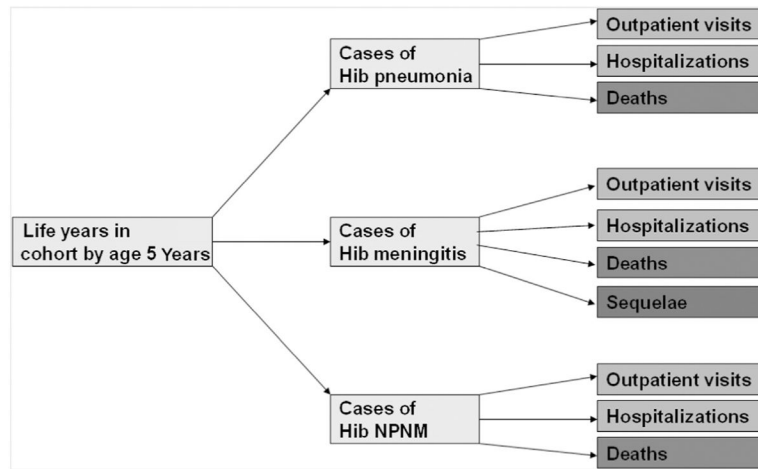 Life years in
cohort by age 5 Years
Cases of
Hib pneumonia
Outpatient visits
Hospitalizations
Deaths
Cases of
Hib meningitis
Outpatient visits
Hospitalizations
Deaths
Sequelae
Cases of
Hib NPNM
Outpatient visits
Hospitalizations
Deaths